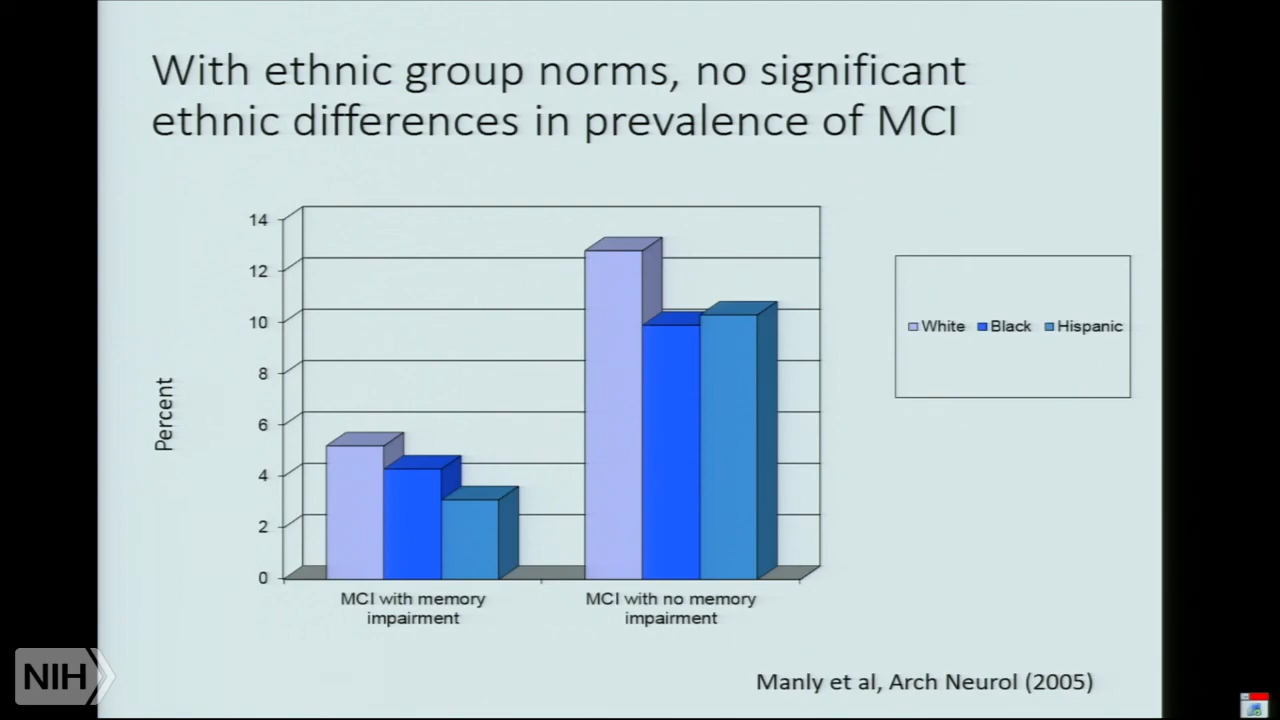 With ethnic group norms, no significant
ethnic differences in prevalence of MCI
14
12
10
8
6
4
2
0
Percent
MCI with memory
impairment
MCI with no memory
impairment
White Black Hispanic
Manly et al, Arch Neurol (2005)
NIH